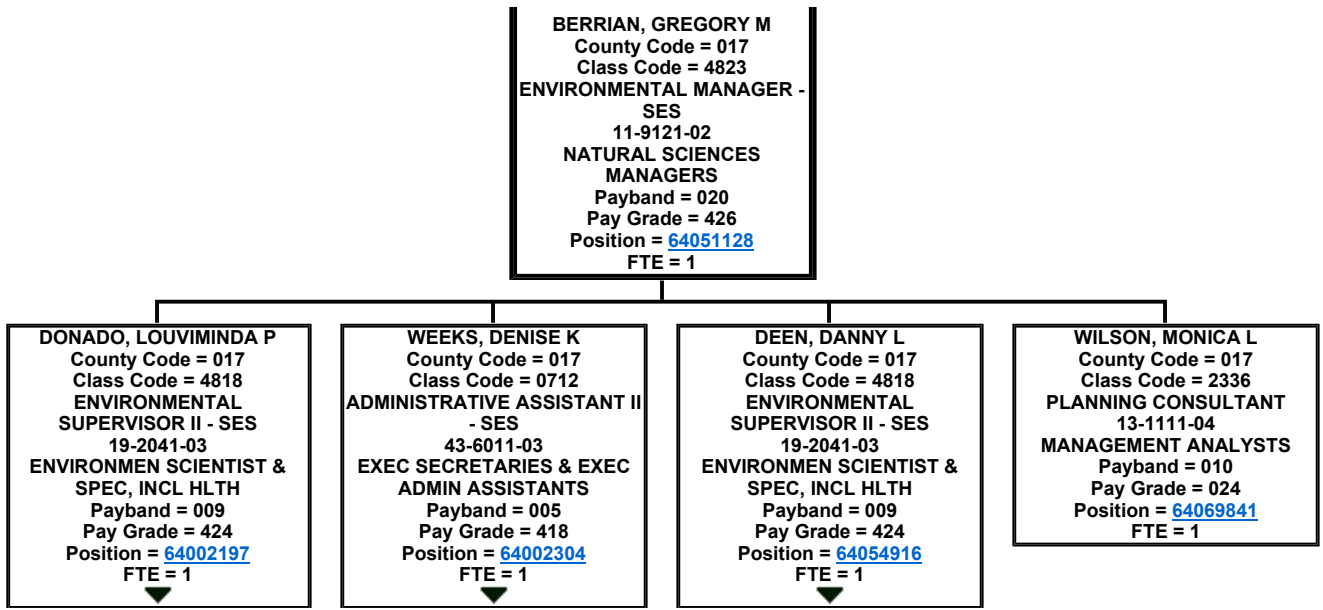 BERRIAN, GREGORY M
County Code = 017
Class Code = 4823
ENVIRONMENTAL MANAGER -
SES
11-9121-02
NATURAL SCIENCES
MANAGERS
Payband = 020
Pay Grade = 426
Position = 64051128
FTE = 1
DONADO, LOUVIMINDA P
County Code = 017
Class Code = 4818
ENVIRONMENTAL
SUPERVISOR II - SES
19-2041-03
ENVIRONMEN SCIENTIST &
SPEC, INCL HLTH
Payband = 009
Pay Grade = 424
Position = 64002197
FTE = 1
WEEKS, DENISE K
County Code = 017
Class Code = 0712
ADMINISTRATIVE ASSISTANT II
- SES
43-6011-03
EXEC SECRETARIES & EXEC
ADMIN ASSISTANTS
Payband = 005
Pay Grade = 418
Position = 64002304
FTE = 1
DEEN, DANNY L
County Code = 017
Class Code = 4818
ENVIRONMENTAL
SUPERVISOR II - SES
19-2041-03
ENVIRONMEN SCIENTIST &
SPEC, INCL HLTH
Payband = 009
Pay Grade = 424
Position = 64054916
FTE = 1
WILSON, MONICA L
County Code = 017
Class Code = 2336
PLANNING CONSULTANT
13-1111-04
MANAGEMENT ANALYSTS
Payband = 010
Pay Grade = 024
Position = 64069841
FTE = 1